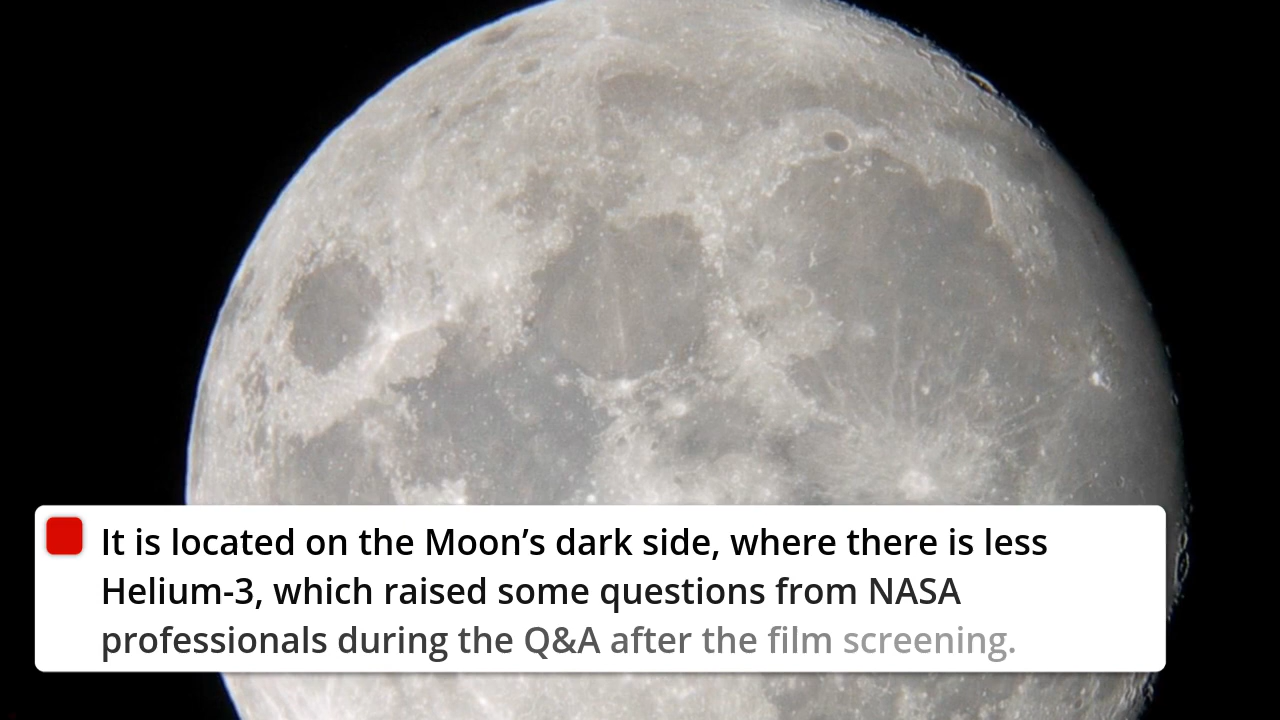 It is located on the Moon’s dark side, where there is less
Helium-3, which raised some questions from NASA
professionals during the Q&A after the film screening.